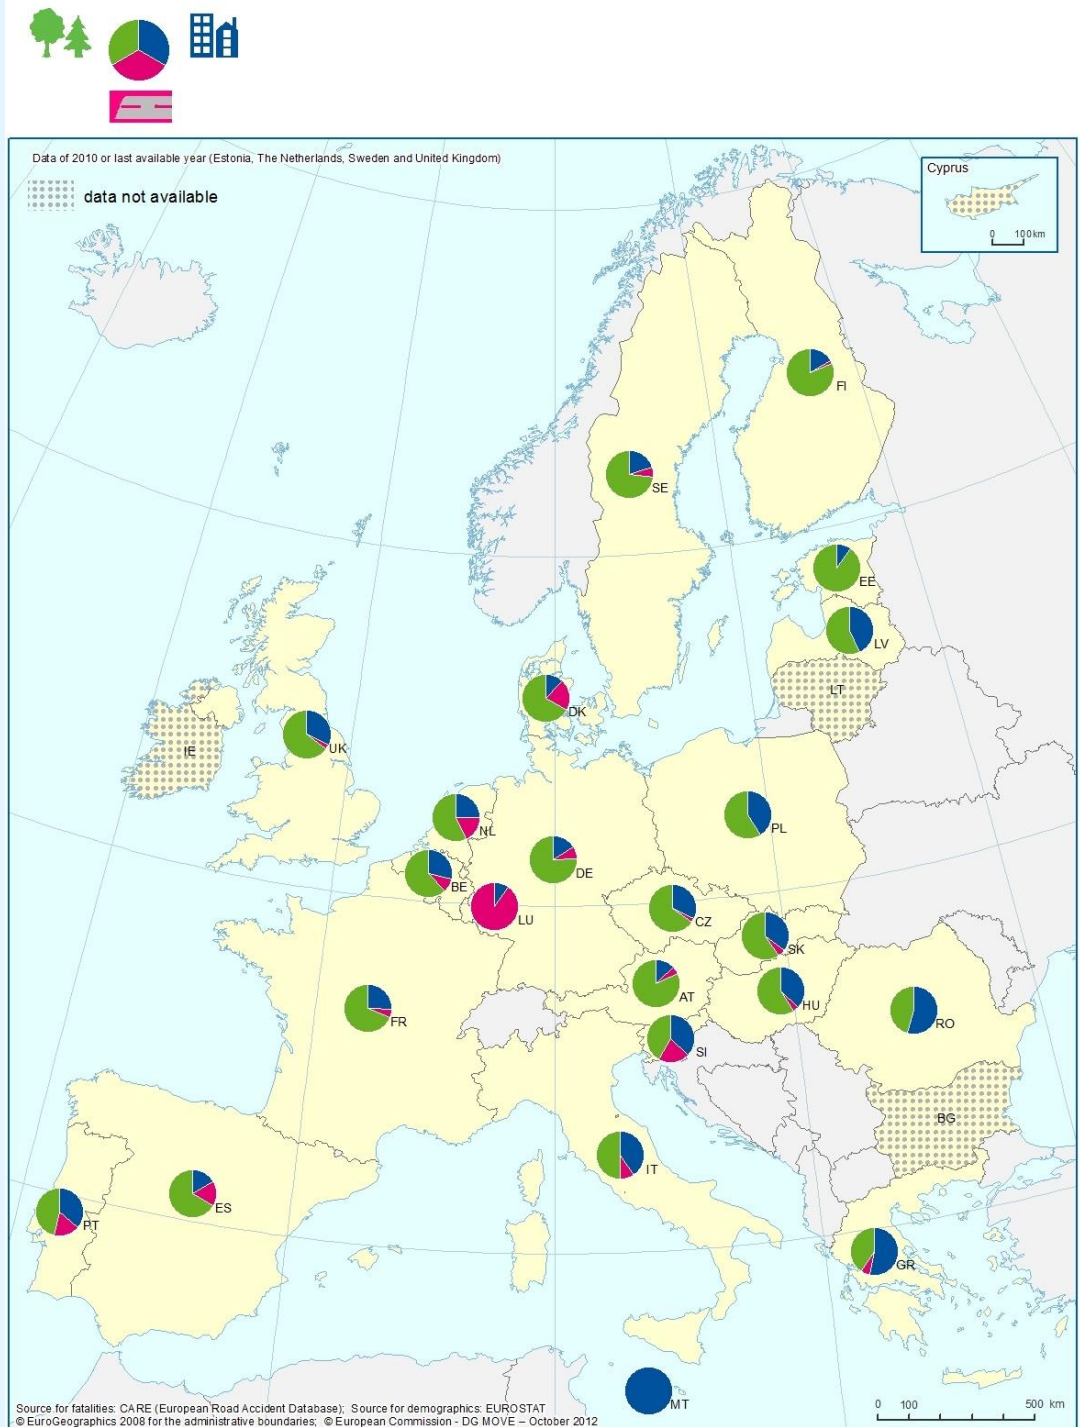 Data of 2010 or last available year (Estonia, The Netherlands, Sweden and United Kingdom)
data not available
Cyprus
0 100km
FI
SE
EE
LV
LT
DK
IE
UK
NL
PL
DE
BE
LU
CZ
SK
AT
HU
FR
RO
SI
BG
IT
ES
PT
GR
MT
0 100 500 km
Source for fatalities: CARE (European Road Accident Database); Source for demographics: EUROSTAT
© EuroGeographics 2008 for the administrative boundaries; © European Commission - DG MOVE – October 2012